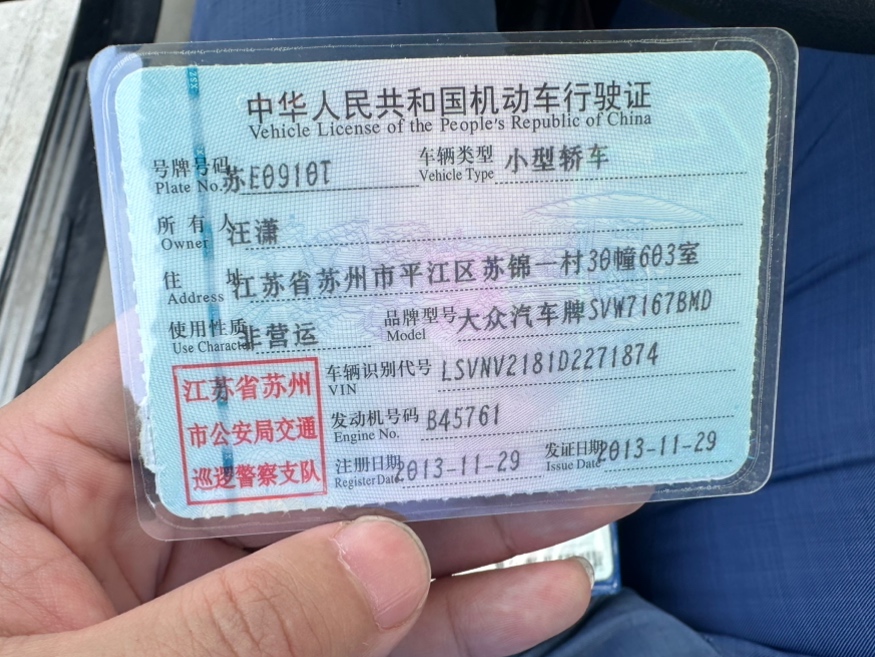 中华人民共和国机动车行驶证
Vehicle License of the People's Republic of China
号牌号码 苏E0910T 车辆类型 小型轿车
Plate No. Vehicle Type
所有人 汪潇
Owner
住址 江苏省苏州市平江区苏锦一村30幢603室
Address
使用性质 非营运 品牌型号 大众汽车牌SVW7167BMD
Use Character Model
江苏省苏州
市公安局交通
巡逻警察支队
车辆识别代号 LSVNV2181D2271874
VIN
发动机号码 B45761
Engine No.
注册日期 2013-11-29 发证日期 2013-11-29
Register Date Issue Date